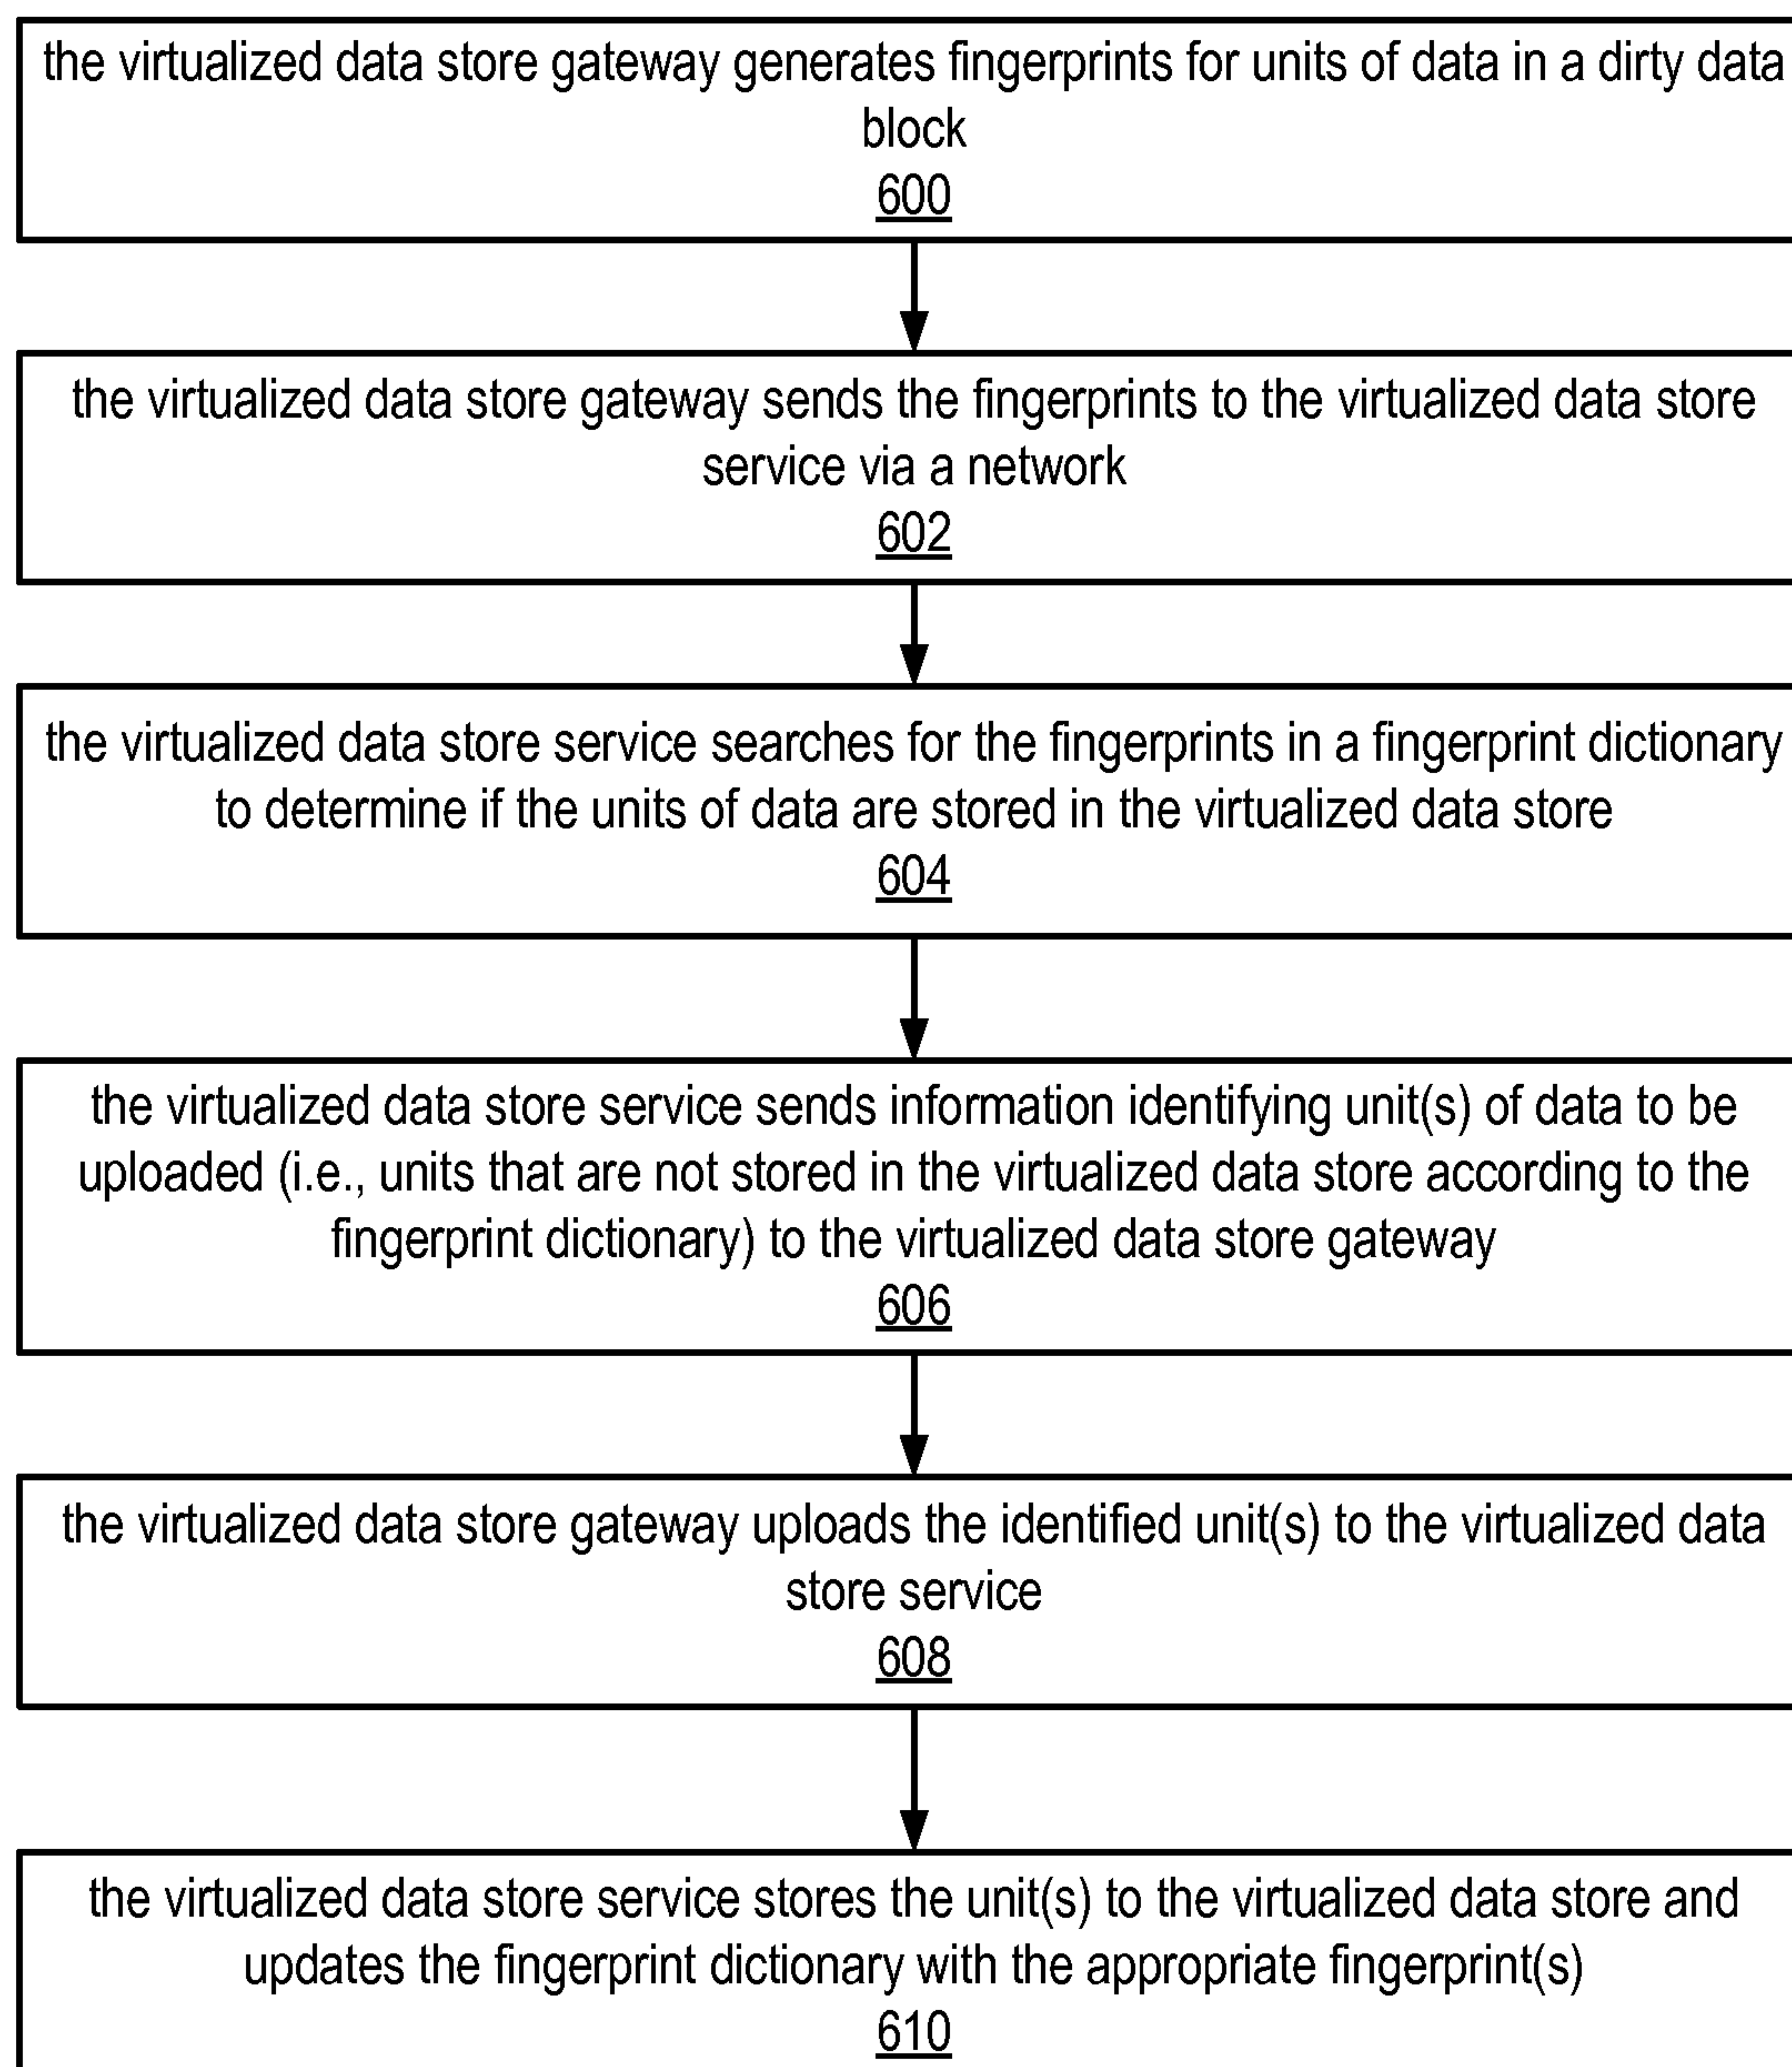 the virtualized data store gateway generates fingerprints for units of data in a dirty data
block
600
the virtualized data store gateway sends the fingerprints to the virtualized data store
service via a network
602
the virtualized data store service searches for the fingerprints in a fingerprint dictionary
to determine if the units of data are stored in the virtualized data store
604
the virtualized data store service sends information identifying unit(s) of data to be
uploaded (i.e., units that are not stored in the virtualized data store according to the
fingerprint dictionary) to the virtualized data store gateway
606
the virtualized data store gateway uploads the identified unit(s) to the virtualized data
store service
608
the virtualized data store service stores the unit(s) to the virtualized data store and
updates the fingerprint dictionary with the appropriate fingerprint(s)
610